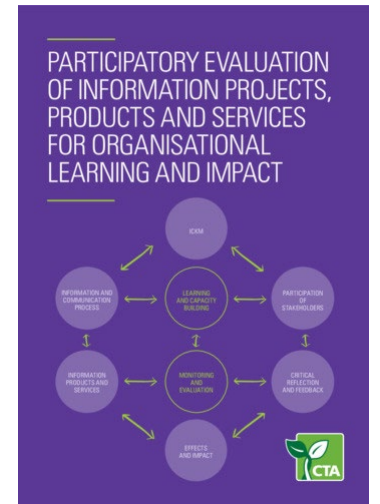 PARTICIPATORY EVALUATION
OF INFORMATION PROJECTS,
PRODUCTS AND SERVICES
FOR ORGANISATIONAL
LEARNING AND IMPACT
ICKM
INFORMATION AND
COMMUNICATION
PROCESS
LEARNING
AND CAPACITY
BUILDING
PARTICIPATION
OF
STAKEHOLDERS
INFORMATION
PRODUCTS AND
SERVICES
MONITORING
AND
EVALUATION
CRITICAL
REFLECTION
AND FEEDBACK
EFFECTS
AND IMPACT
CTA